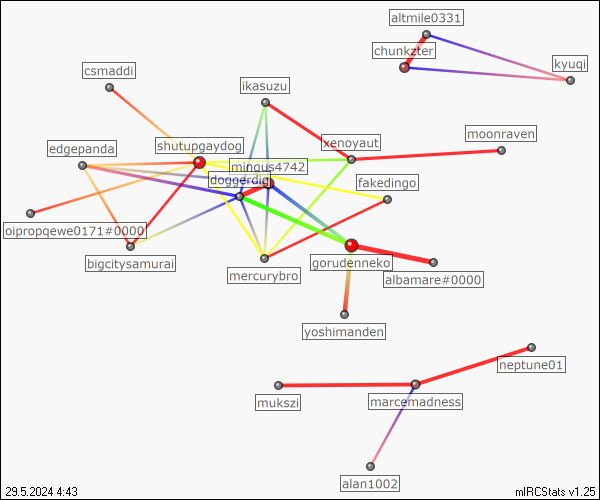 altmile0331
chunkzter
kyuqi
csmaddi
ikasuzu
moonraven
xenoyaut
shutupgaydog
edgepanda
mingus4742
doggerdig
fakedingo
oipropqewe0171#0000
bigcitysamurai
gorudenneko
mercurybro
albamare#0000
yoshimanden
neptune01
mukszi
marcemadness
alan1002
29.5.2024 4:43
mIRCStats v1.25